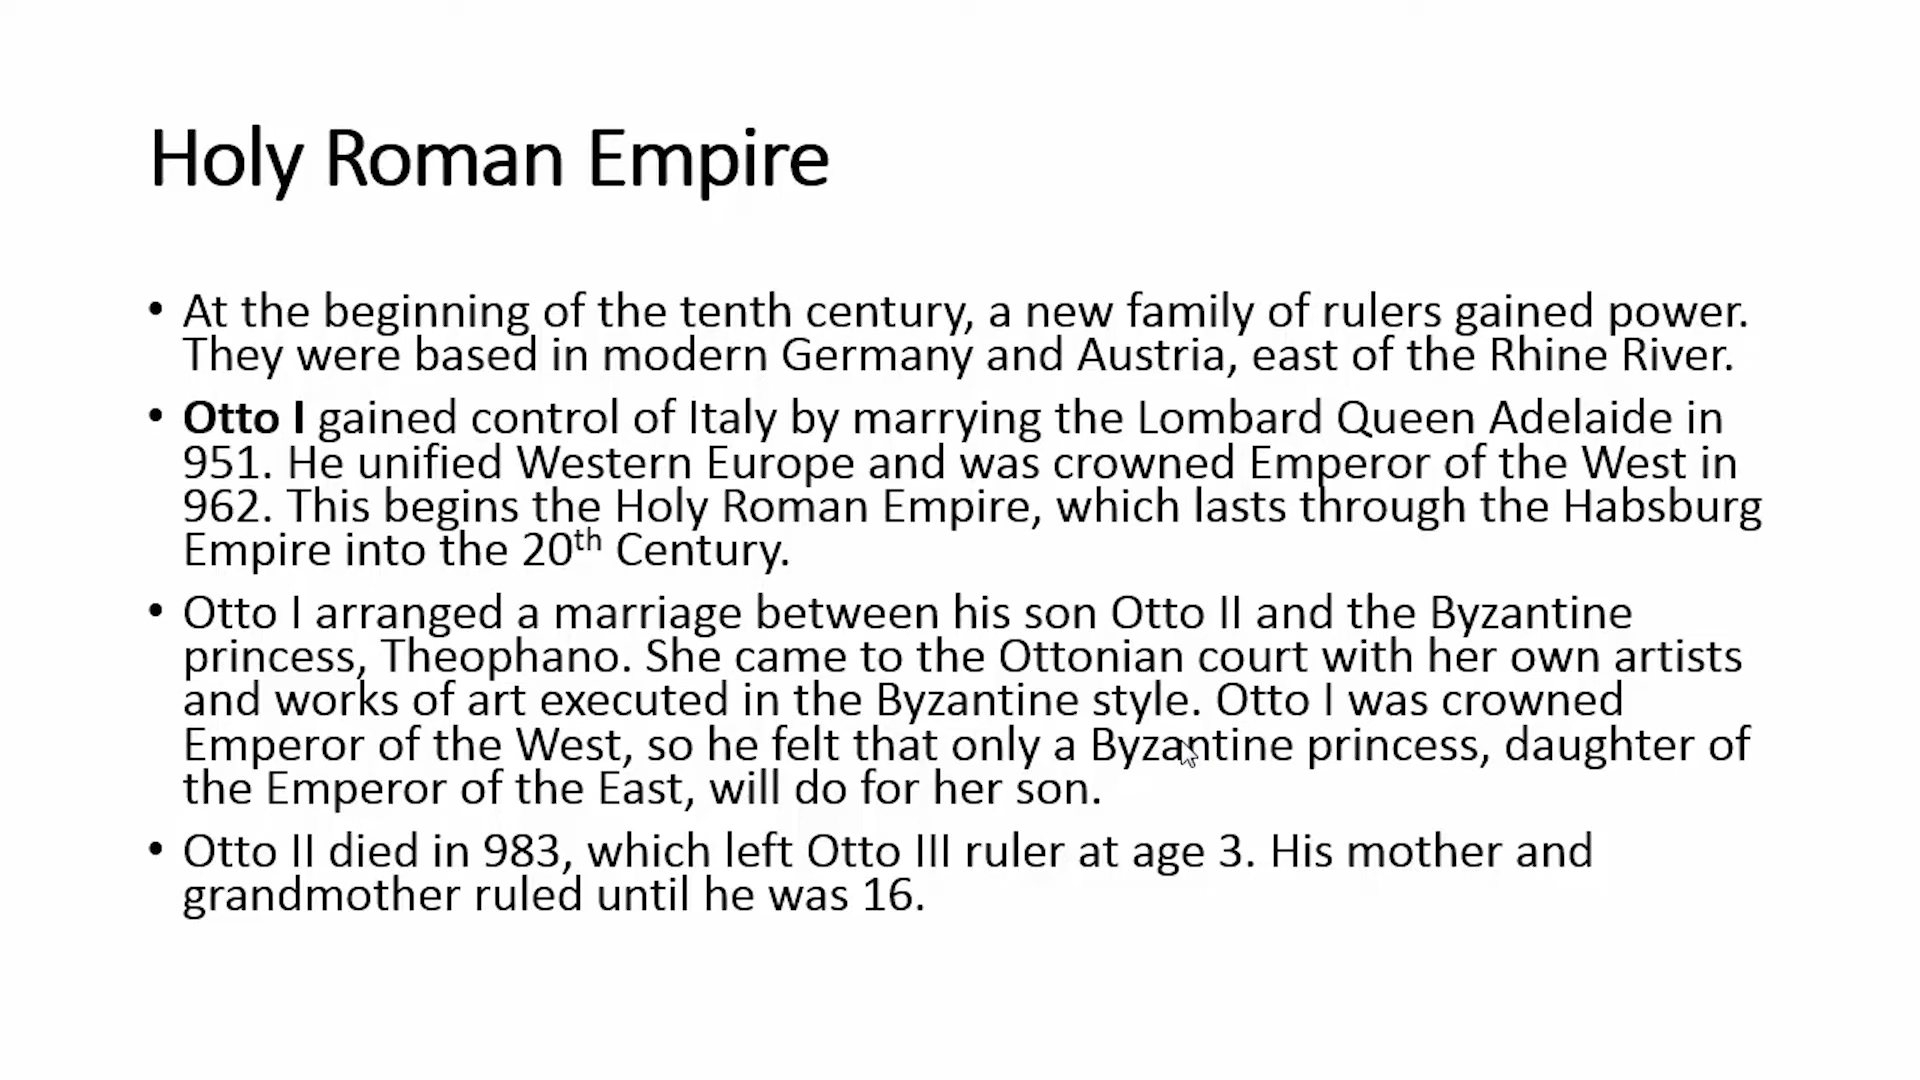 Holy Roman Empire
• At the beginning of the tenth century, a new family of rulers gained power.
They were based in modern Germany and Austria, east of the Rhine River.
• Otto I gained control of Italy by marrying the Lombard Queen Adelaide in
951. He unified Western Europe and was crowned Emperor of the West in
962. This begins the Holy Roman Empire, which lasts through the Habsburg
Empire into the 20th Century.
• Otto I arranged a marriage between his son Otto II and the Byzantine
princess, Theophano. She came to the Ottonian court with her own artists
and works of art executed in the Byzantine style. Otto I was crowned
Emperor of the West, so he felt that only a Byzantine princess, daughter of
the Emperor of the East, will do for her son.
• Otto II died in 983, which left Otto III ruler at age 3. His mother and
grandmother ruled until he was 16.